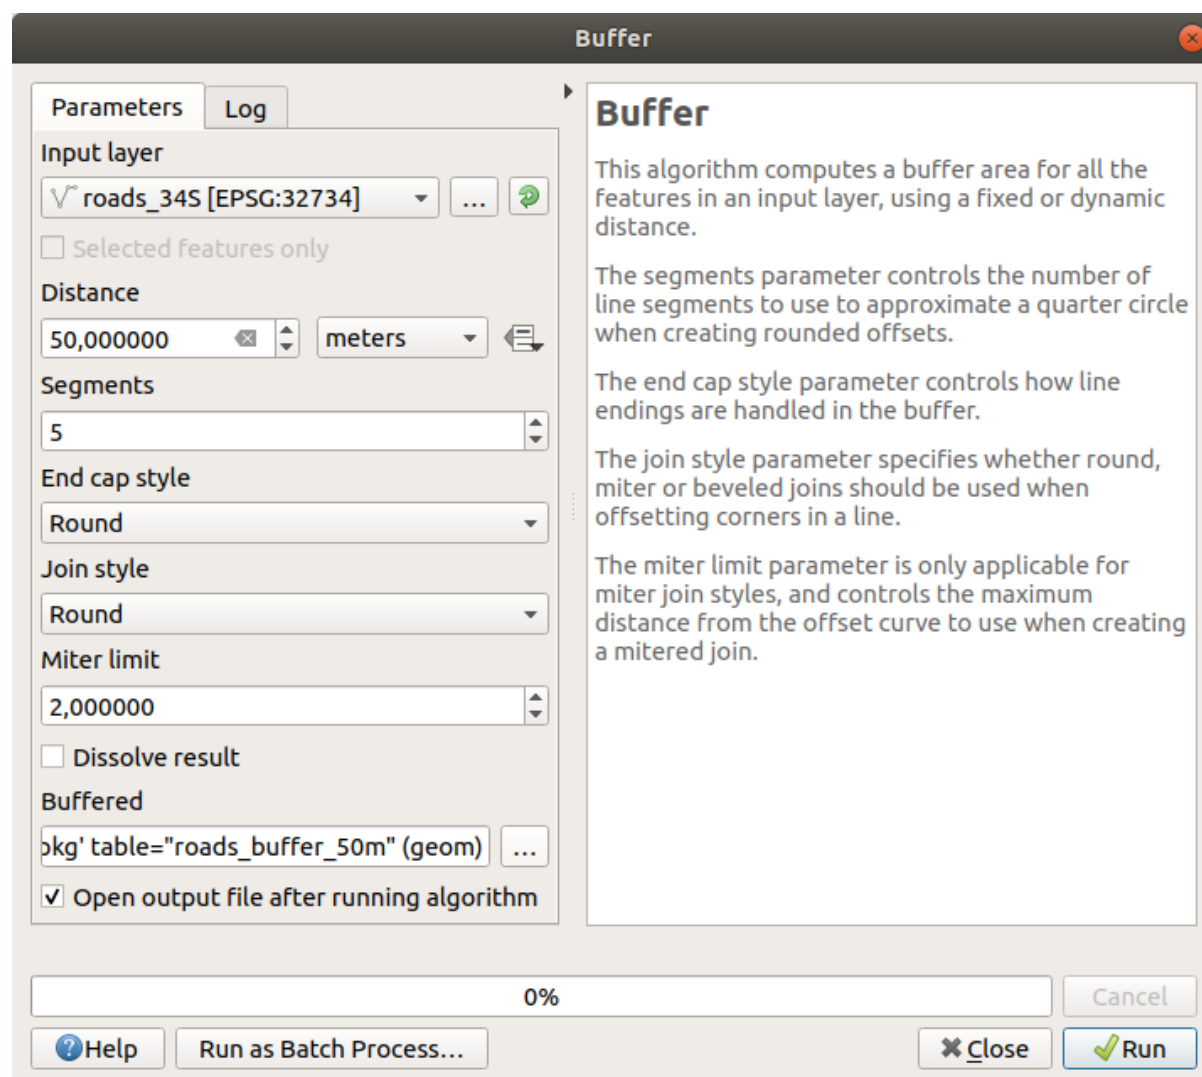 Buffer
Parameters
Log
Input layer
roads_34S [EPSG:32734]
...
Selected features only
Distance
50,000000
meters
Segments
5
End cap style
Round
Join style
Round
Miter limit
2,000000
Dissolve result
Buffered
okg' table="roads_buffer_50m" (geom)
...
Open output file after running algorithm
Buffer
This algorithm computes a buffer area for all the
features in an input layer, using a fixed or dynamic
distance.
The segments parameter controls the number of
line segments to use to approximate a quarter circle
when creating rounded offsets.
The end cap style parameter controls how line
endings are handled in the buffer.
The join style parameter specifies whether round,
miter or beveled joins should be used when
offsetting corners in a line.
The miter limit parameter is only applicable for
miter join styles, and controls the maximum
distance from the offset curve to use when creating
a mitered join.
0%
Cancel
Help
Run as Batch Process...
Close
Run